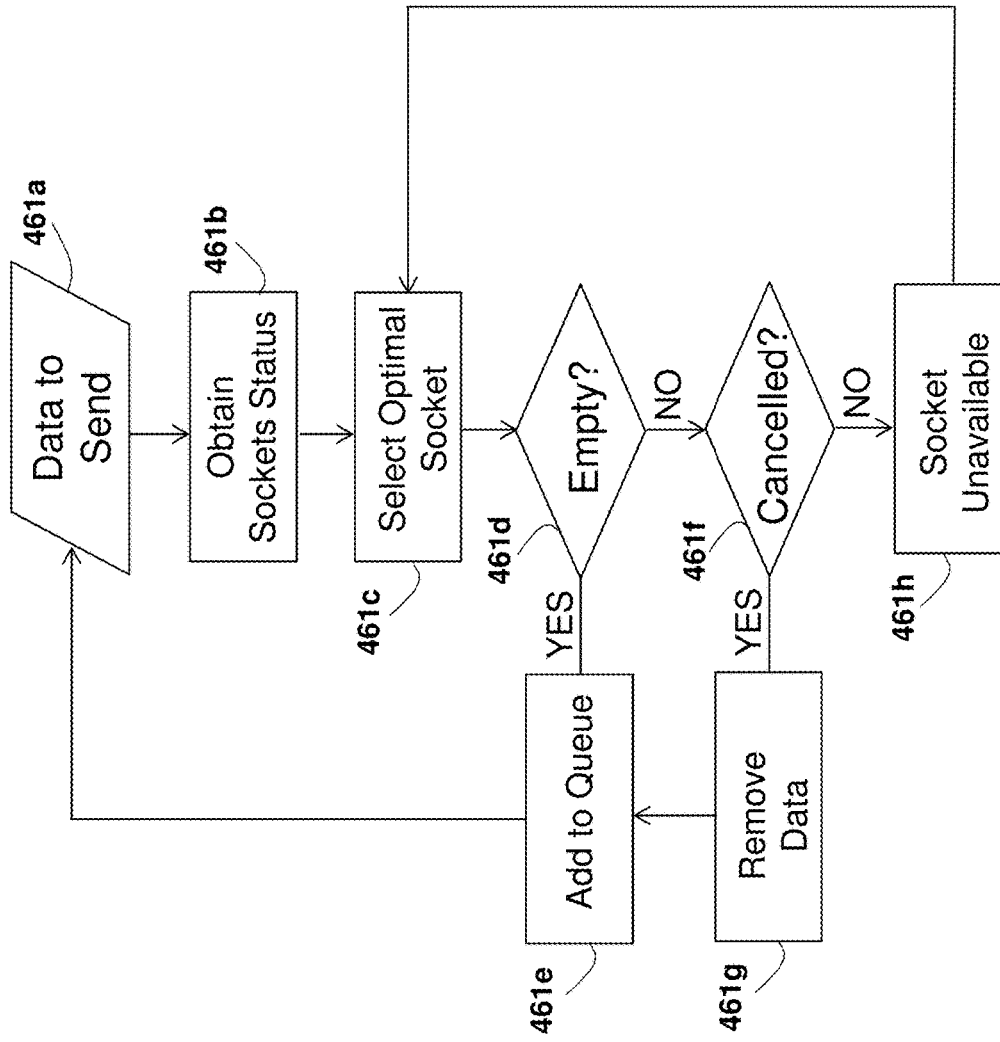 461a
Data to
Send
461b
Obtain
Sockets Status
461c
Select Optimal
Socket
461d
Empty?
YES
NO
461e
Add to Queue
461f
Cancelled?
YES
NO
461g
Remove
Data
461h
Socket
Unavailable